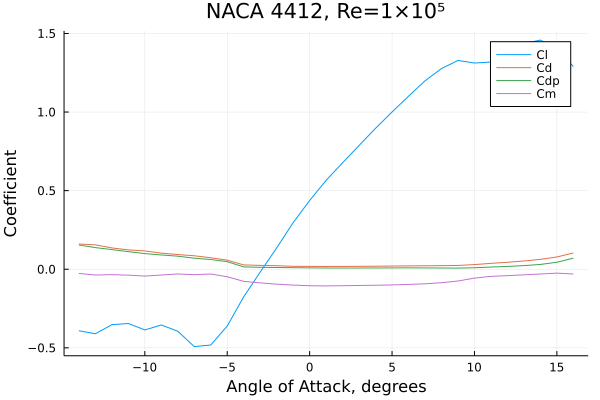 NACA 4412, Re=1×10⁵
Cl
Cd
Cdp
Cm
1.5
1.0
0.5
0.0
−0.5
Coefficient
−10
−5
0
5
10
15
Angle of Attack, degrees